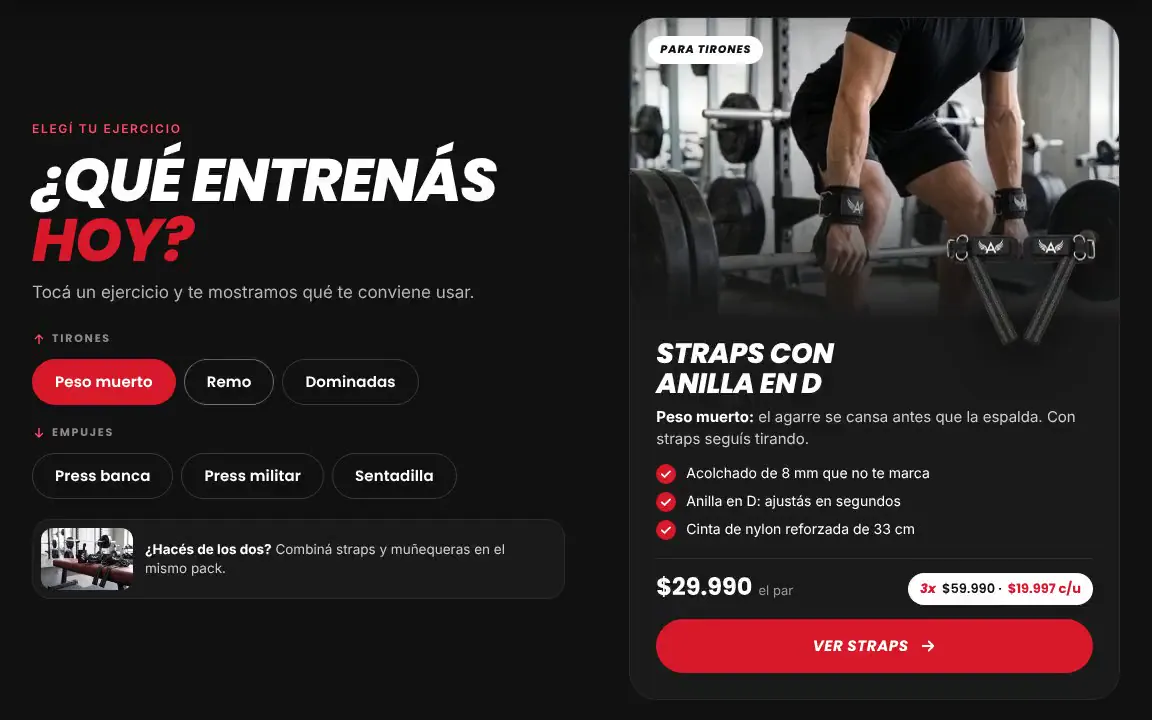 ELEGÍ TU EJERCICIO
¿QUÉ ENTRENÁS
HOY?
Tocá un ejercicio y te mostramos qué te conviene usar.
↑ TIRONES
Peso muerto
Remo
Dominadas
↓ EMPUJES
Press banca
Press militar
Sentadilla
¿Hacés de los dos? Combiná straps y muñequeras en el
mismo pack.
PARA TIRONES
STRAPS CON
ANILLA EN D
Peso muerto: el agarre se cansa antes que la espalda. Con
straps seguís tirando.
Acolchado de 8 mm que no te marca
Anilla en D: ajustás en segundos
Cinta de nylon reforzada de 33 cm
$29.990 el par
3x $59.990 · $19.997 c/u
VER STRAPS →